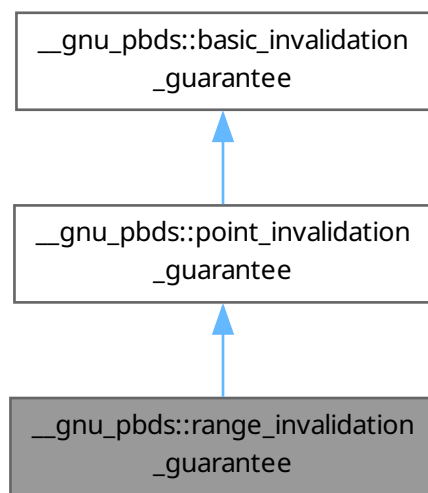 __gnu_pbds::basic_invalidation
_guarantee
__gnu_pbds::point_invalidation
_guarantee
__gnu_pbds::range_invalidation
_guarantee